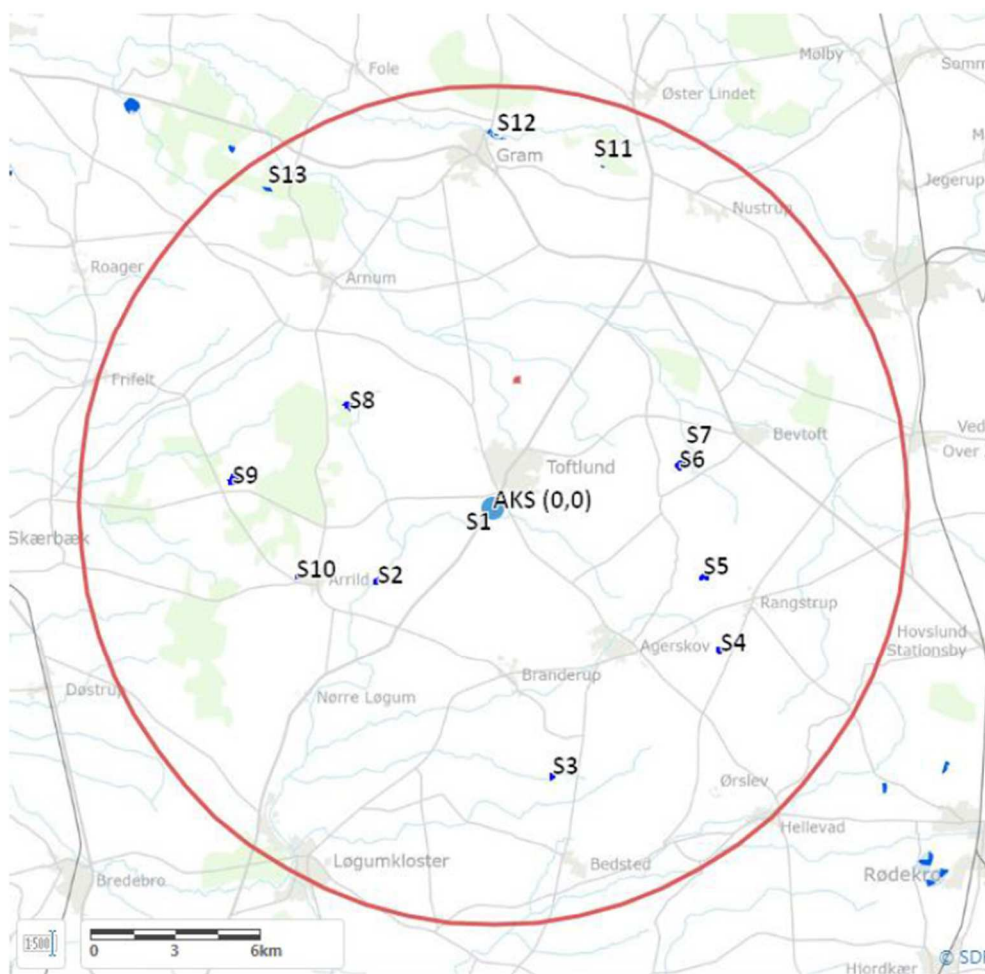 Mølby
Fole
Somm
Øster Lindet
S12
S11
Gram
S13
Jegerup
Nustrup
Roager
Arnum
V
Frifelt
S8
S7
Bevtoft
Ved
Over
S6
Toftlund
S9
AKS (0,0)
S1
Skærbæk
S10
Arrild
S2
S5
Rangstrup
Hovslund
Stationsby
Agerskov
S4
Branderup
Døstrup
Nørre Løgum
S3
Ørslev
Hellevad
Løgumkloster
Bedsted
Bredebro
Rødekro
0 3 6km
Hjordkær